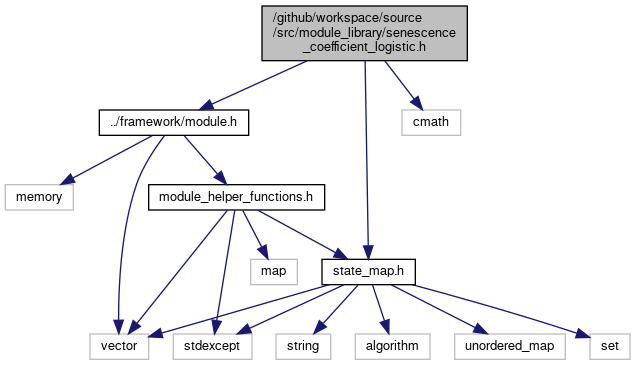 /github/workspace/source
/src/module_library/senescence
_coefficient_logistic.h
../framework/module.h
cmath
memory
module_helper_functions.h
map
state_map.h
vector
stdexcept
string
algorithm
unordered_map
set